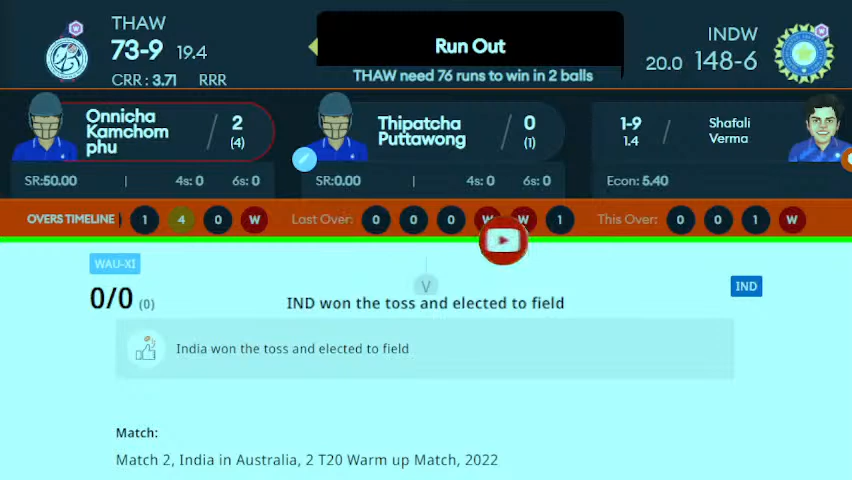 THAW
73-9 19.4
CRR : 3.71 RRR
Run Out
THAW need 76 runs to win in 2 balls
INDW
20.0 148-6
Onnicha Kamchom phu / 2 (4)
Thipatcha Puttawong / 0 (1)
1-9 1.4 / Shafali Verma
SR:50.00 | 4s: 0 6s: 0
SR:0.00 | 4s: 0 6s: 0
Econ: 5.40
OVERS TIMELINE 1 4 0 W Last Over: 0 0 0 W W 1 This Over: 0 0 1 W
WAU-XI
0/0 (0)
V
IND won the toss and elected to field
IND
India won the toss and elected to field
Match:
Match 2, India in Australia, 2 T20 Warm up Match, 2022